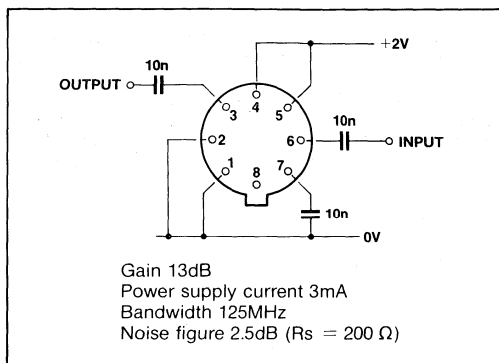 +2V
10n
OUTPUT
10n
4
3
5
2
6
INPUT
1
7
8
10n
0V
Gain 13dB
Power supply current 3mA
Bandwidth 125MHz
Noise figure 2.5dB (Rs = 200 Ω)